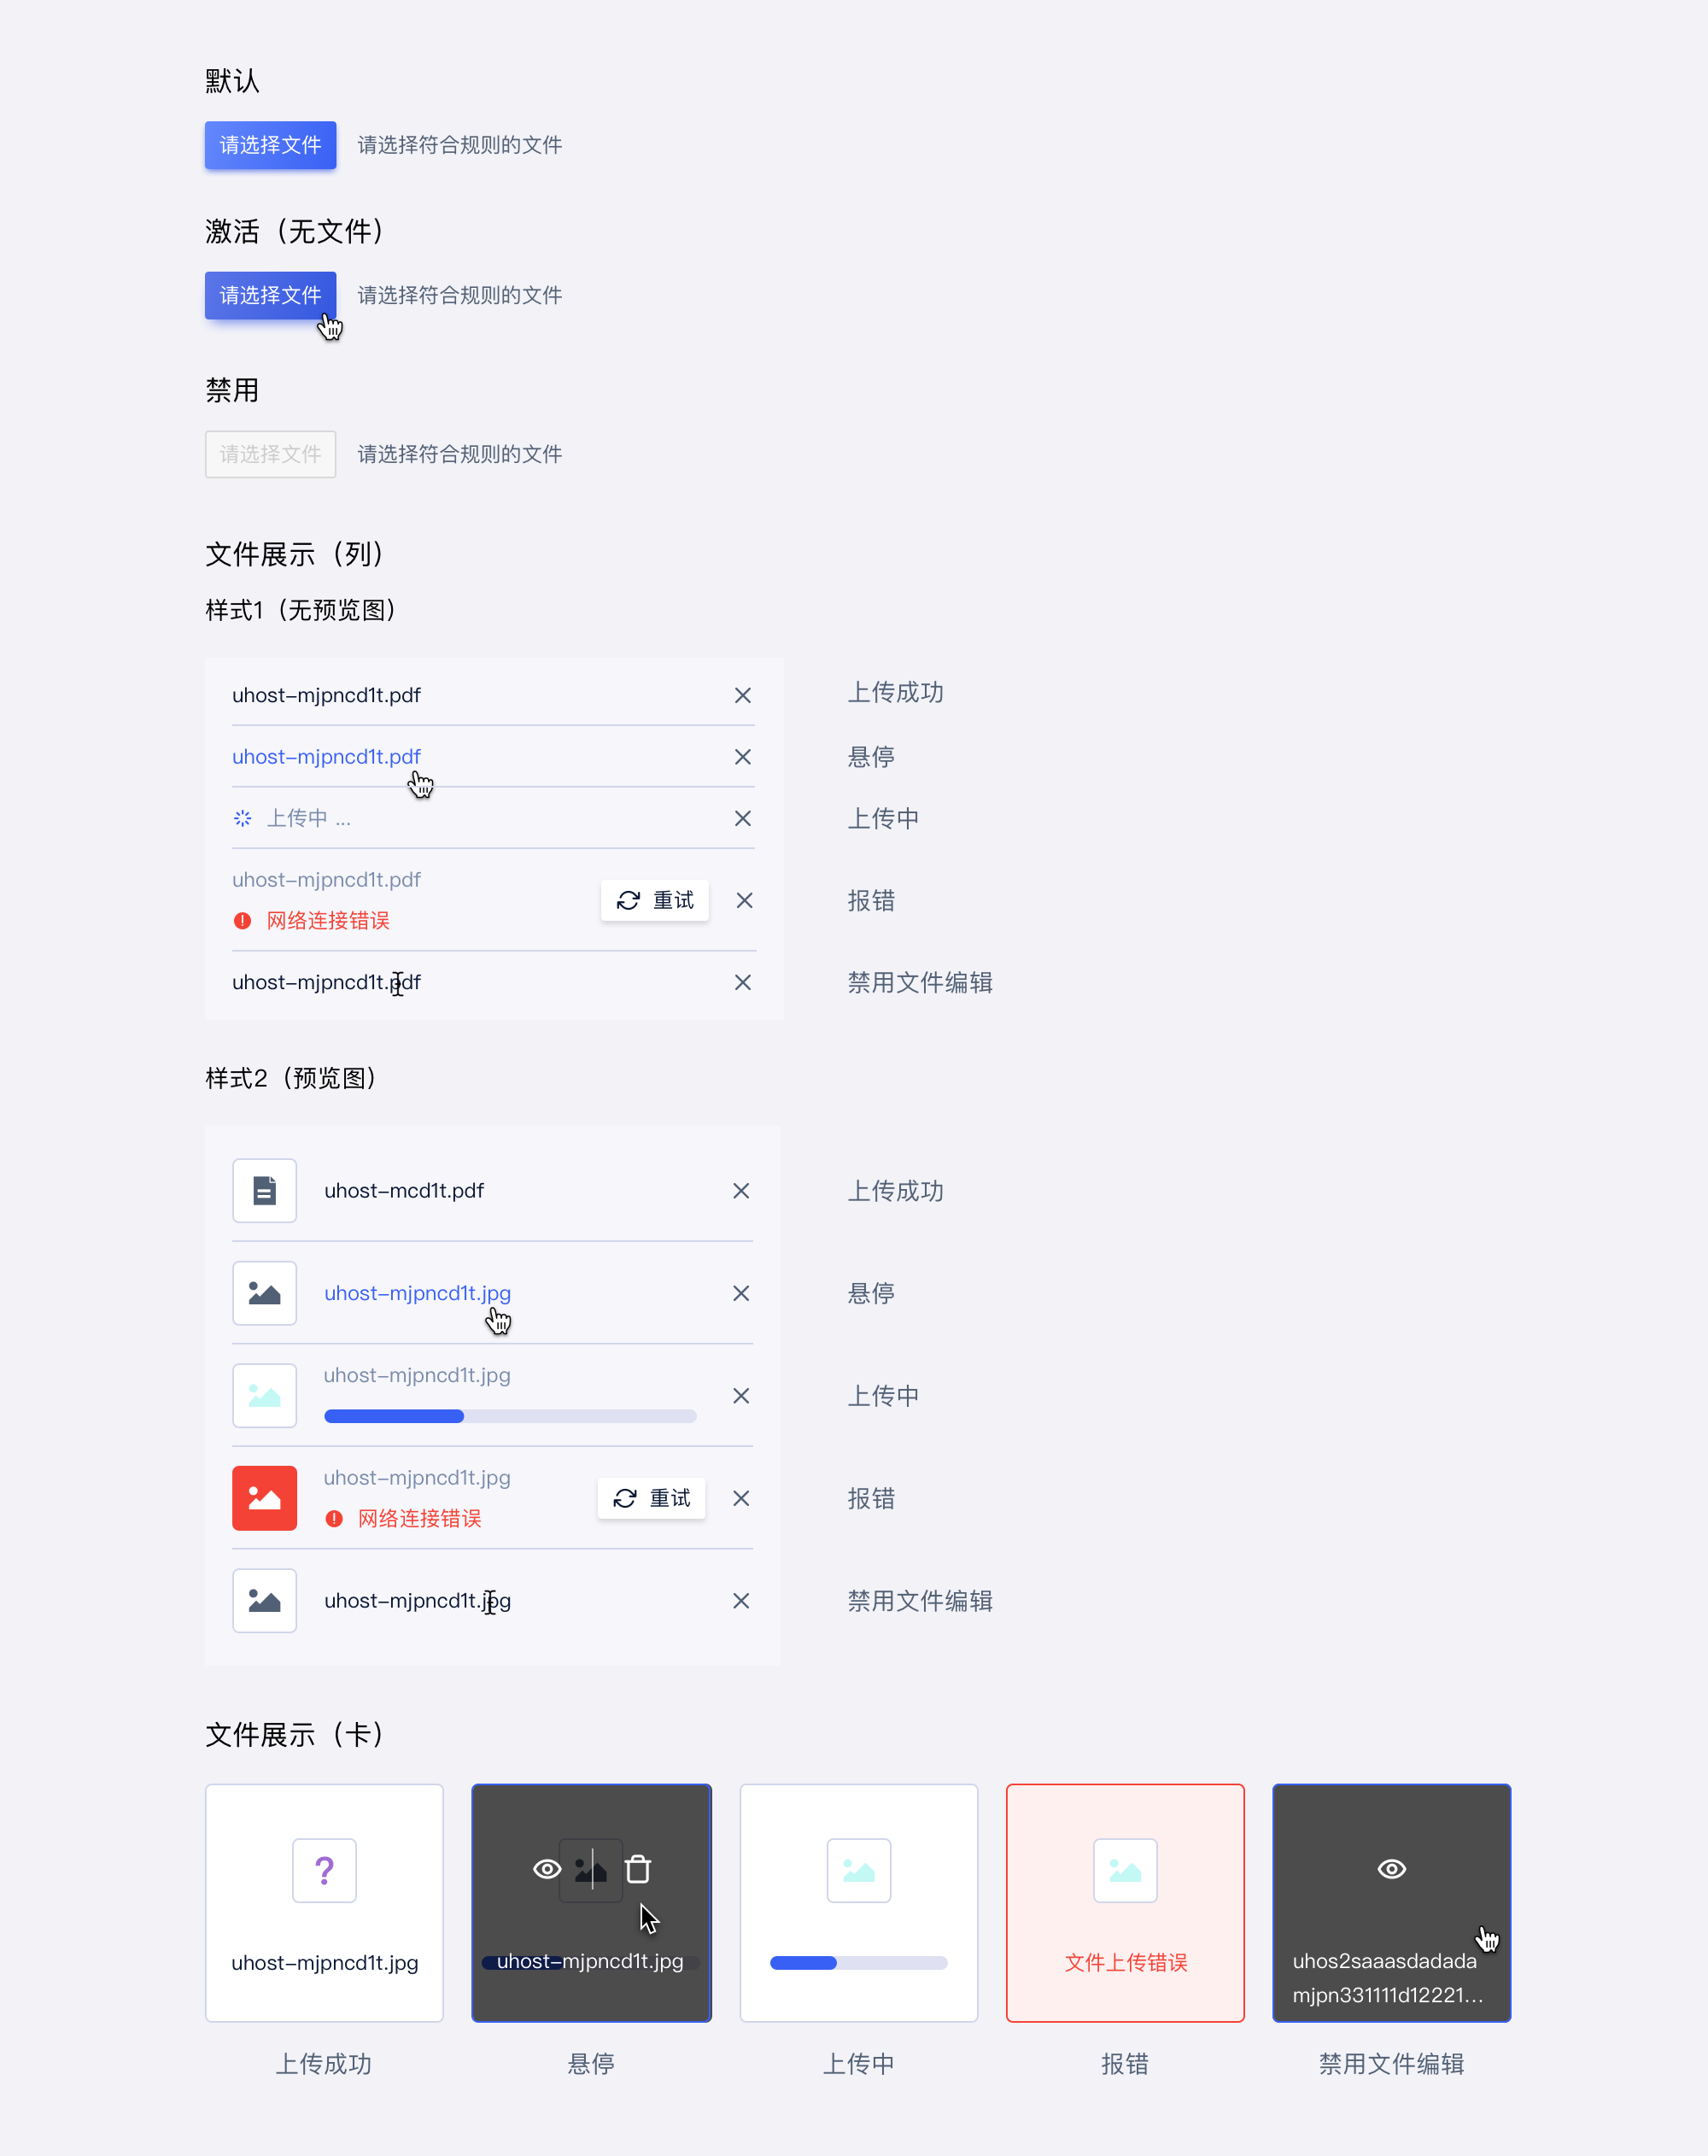 默认
请选择文件 请选择符合规则的文件
激活（无文件）
请选择文件 请选择符合规则的文件
禁用
请选择文件 请选择符合规则的文件
文件展示（列）
样式1（无预览图）
uhost-mjpncd1t.pdf 上传成功
uhost-mjpncd1t.pdf 悬停
上传中 ... 上传中
uhost-mjpncd1t.pdf
网络连接错误 重试 报错
uhost-mjpncd1t.pdf 禁用文件编辑
样式2（预览图）
uhost-mcd1t.pdf 上传成功
uhost-mjpncd1t.jpg 悬停
uhost-mjpncd1t.jpg 上传中
uhost-mjpncd1t.jpg
网络连接错误 重试 报错
uhost-mjpncd1t.jpg 禁用文件编辑
文件展示（卡）
?
uhost-mjpncd1t.jpg
上传成功
uhost-mjpncd1t.jpg
悬停
上传中
文件上传错误
报错
uhos2saaasdadada
mjpn331111d12221...
禁用文件编辑